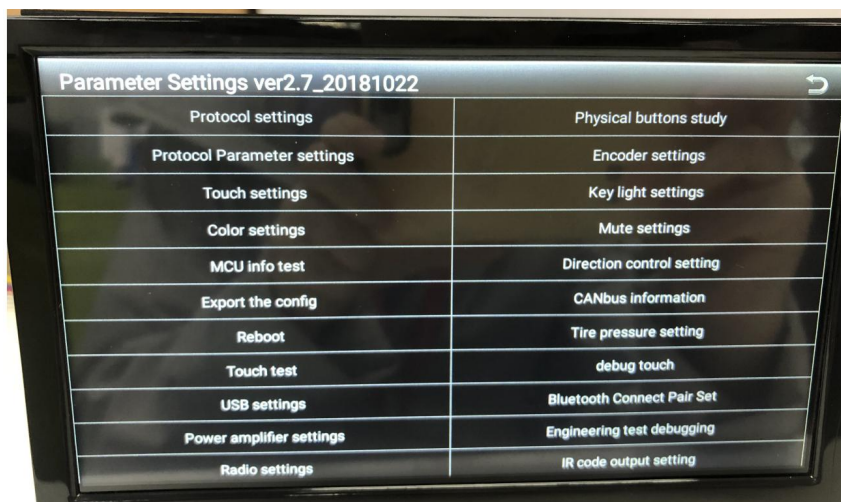 Parameter Settings ver2.7_20181022
Protocol settings
Physical buttons study
Protocol Parameter settings
Encoder settings
Touch settings
Key light settings
Color settings
Mute settings
MCU info test
Direction control setting
Export the config
CANbus information
Reboot
Tire pressure setting
Touch test
debug touch
USB settings
Bluetooth Connect Pair Set
Power amplifier settings
Engineering test debugging
Radio settings
IR code output setting